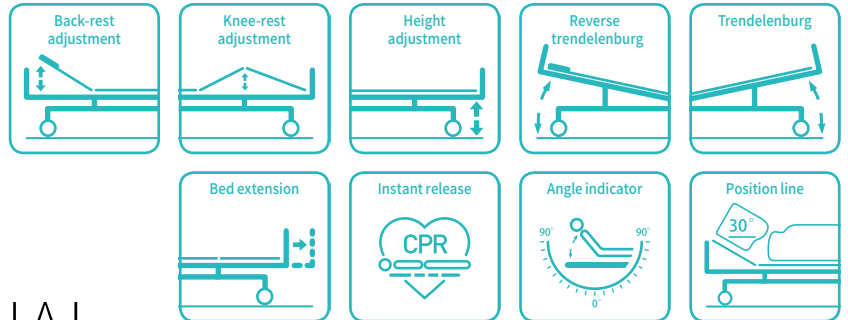 Back-rest
adjustment
Knee-rest
adjustment
Height
adjustment
Reverse
trendelenburg
Trendelenburg
Bed extension
Instant release
CPR
Angle indicator
90° 90°
0°
Position line
30°